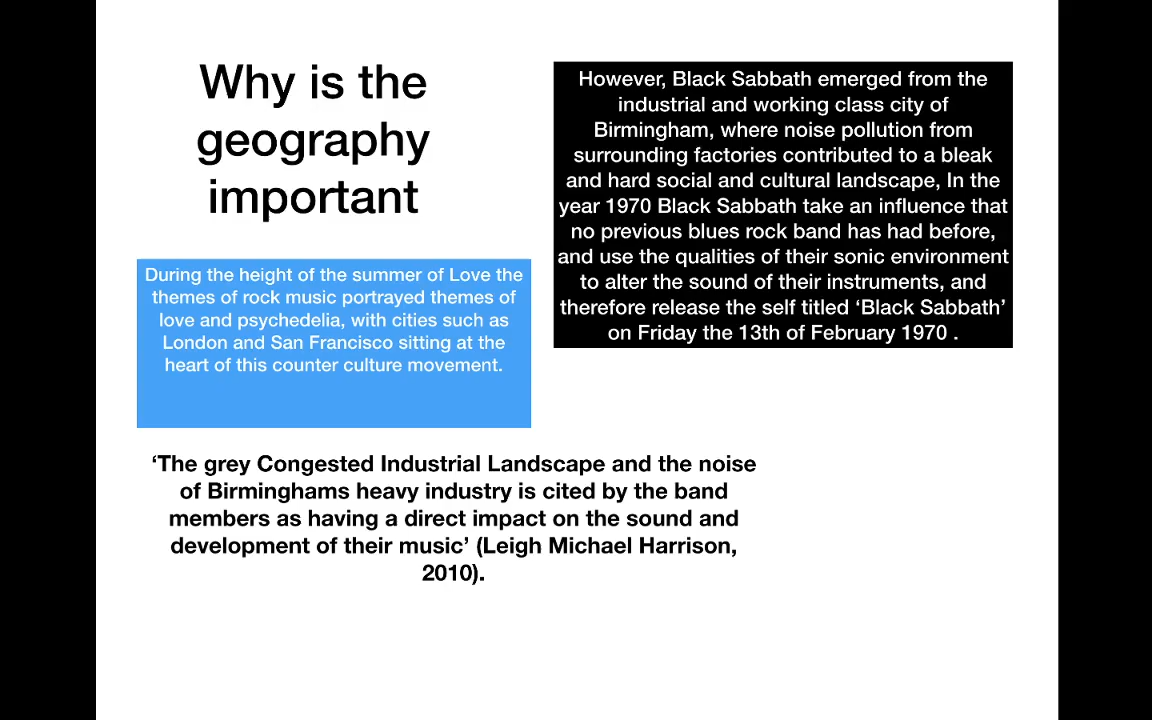 Why is the
geography
important
During the height of the summer of Love the
themes of rock music portrayed themes of
love and psychedelia, with cities such as
London and San Francisco sitting at the
heart of this counter culture movement.
However, Black Sabbath emerged from the
industrial and working class city of
Birmingham, where noise pollution from
surrounding factories contributed to a bleak
and hard social and cultural landscape, In the
year 1970 Black Sabbath take an influence that
no previous blues rock band has had before,
and use the qualities of their sonic environment
to alter the sound of their instruments, and
therefore release the self titled ‘Black Sabbath’
on Friday the 13th of February 1970 .
‘The grey Congested Industrial Landscape and the noise
of Birminghams heavy industry is cited by the band
members as having a direct impact on the sound and
development of their music’ (Leigh Michael Harrison,
2010).